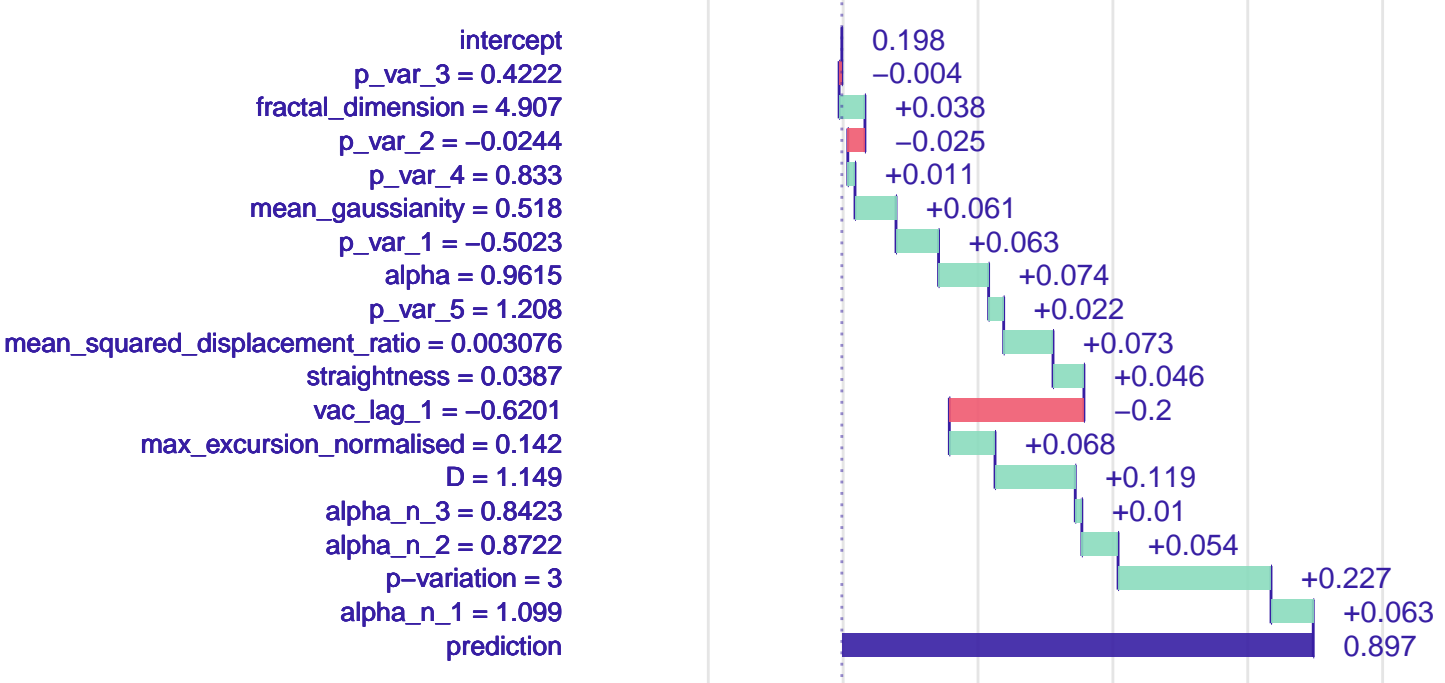 intercept 0.198
p_var_3 = 0.4222 −0.004
fractal_dimension = 4.907 +0.038
p_var_2 = −0.0244 −0.025
p_var_4 = 0.833 +0.011
mean_gaussianity = 0.518 +0.061
p_var_1 = −0.5023 +0.063
alpha = 0.9615 +0.074
p_var_5 = 1.208 +0.022
mean_squared_displacement_ratio = 0.003076 +0.073
straightness = 0.0387 +0.046
vac_lag_1 = −0.6201 −0.2
max_excursion_normalised = 0.142 +0.068
D = 1.149 +0.119
alpha_n_3 = 0.8423 +0.01
alpha_n_2 = 0.8722 +0.054
p−variation = 3 +0.227
alpha_n_1 = 1.099 +0.063
prediction 0.897